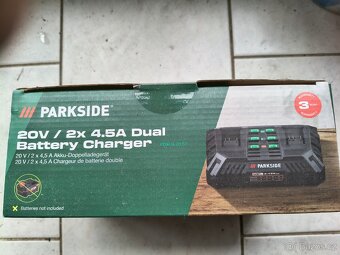 PARKSIDE®
20V / 2x 4.5A Dual
Battery Charger
20 V / 2 x 4,5 A Akku-Doppelladegerät
20 V / 2 x 4,5 A Chargeur de batterie double
Batteries not included
3
PARKSIDE